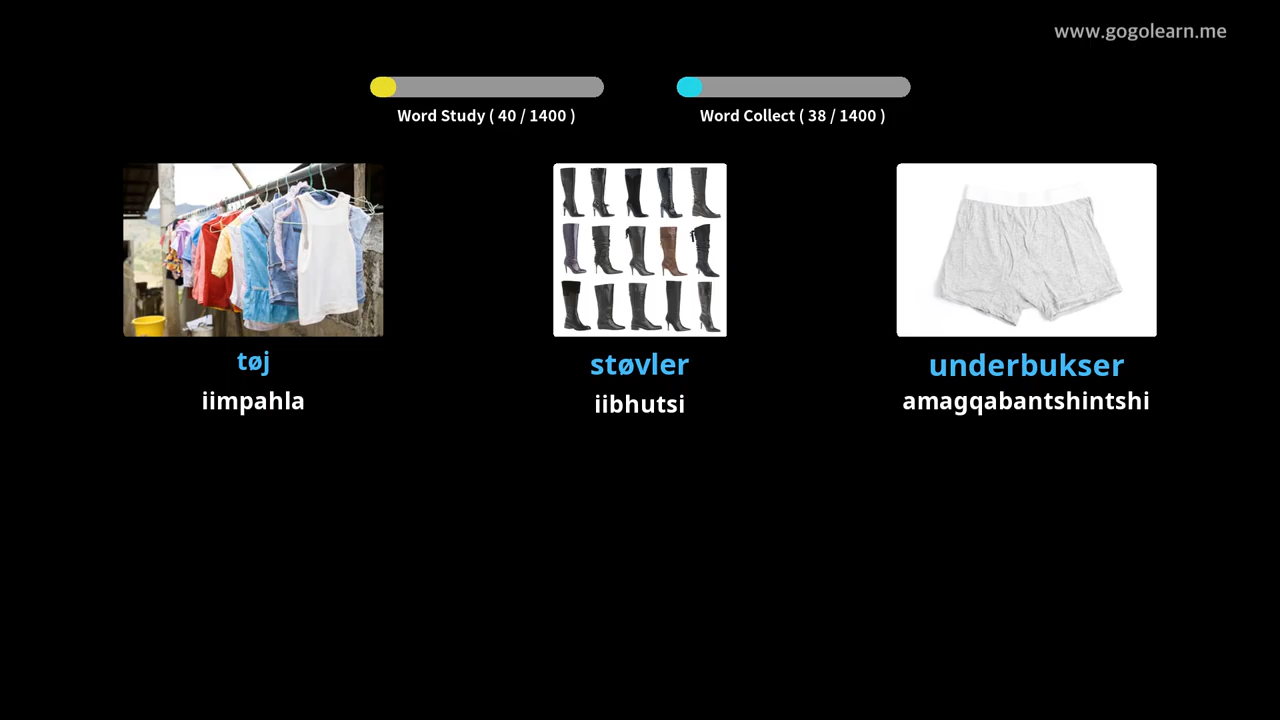 www.gogolearn.me
Word Study ( 40 / 1400 )
Word Collect ( 38 / 1400 )
tøj
støvler
underbukser
iimpahla
iibhutsi
amagqabantshintshi